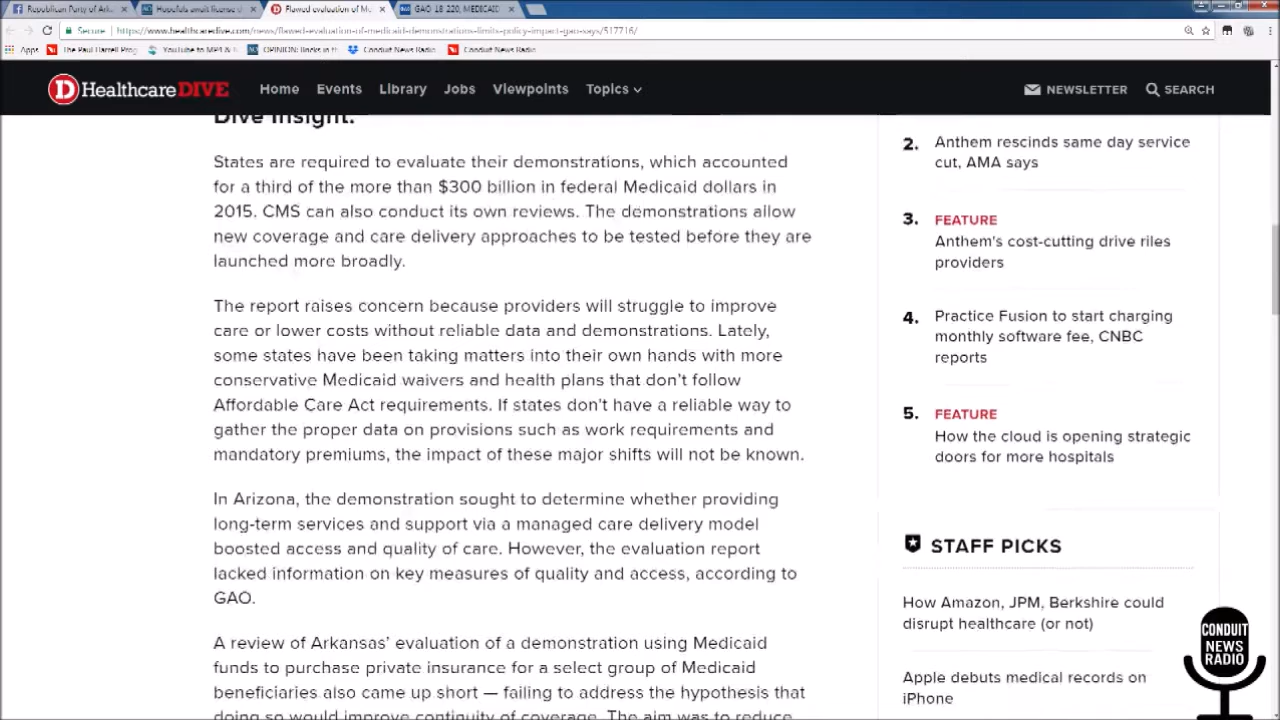 Republican Party of Arka
Hopefuls await license d
Flawed evaluation of Me
GAO-18-220, MEDICAID
Secure
https://www.healthcaredive.com/news/flawed-evaluation-of-medicaid-demonstrations-limits-policy-impact-gao-says/517716/
Apps
The Paul Harrell Prog
YouTube to MP4 &
OPINION: Bricks in th
Conduit News Radio
Conduit News Radio
HealthcareDIVE
Home
Events
Library
Jobs
Viewpoints
Topics
NEWSLETTER
SEARCH
Dive Insight:
States are required to evaluate their demonstrations, which accounted
for a third of the more than $300 billion in federal Medicaid dollars in
2015. CMS can also conduct its own reviews. The demonstrations allow
new coverage and care delivery approaches to be tested before they are
launched more broadly.
The report raises concern because providers will struggle to improve
care or lower costs without reliable data and demonstrations. Lately,
some states have been taking matters into their own hands with more
conservative Medicaid waivers and health plans that don't follow
Affordable Care Act requirements. If states don't have a reliable way to
gather the proper data on provisions such as work requirements and
mandatory premiums, the impact of these major shifts will not be known.
In Arizona, the demonstration sought to determine whether providing
long-term services and support via a managed care delivery model
boosted access and quality of care. However, the evaluation report
lacked information on key measures of quality and access, according to
GAO.
A review of Arkansas' evaluation of a demonstration using Medicaid
funds to purchase private insurance for a select group of Medicaid
beneficiaries also came up short — failing to address the hypothesis that
doing so would improve continuity of coverage. The aim was to reduce
2. Anthem rescinds same day service
cut, AMA says
3. FEATURE
Anthem's cost-cutting drive riles
providers
4. Practice Fusion to start charging
monthly software fee, CNBC
reports
5. FEATURE
How the cloud is opening strategic
doors for more hospitals
STAFF PICKS
How Amazon, JPM, Berkshire could
disrupt healthcare (or not)
Apple debuts medical records on
iPhone
CONDUIT
NEWS
RADIO